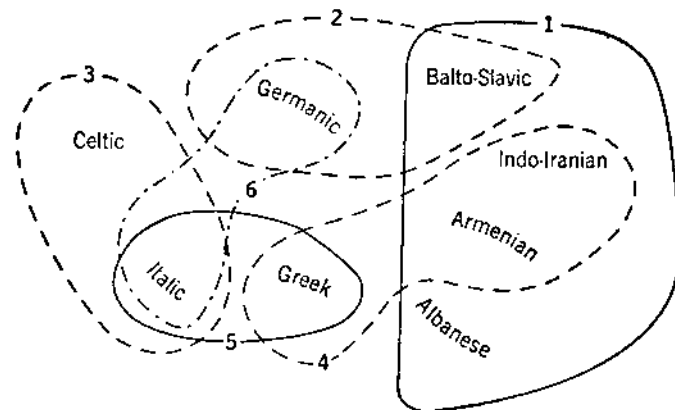 2
1
3
Balto-Slavic
Germanic
Celtic
Indo-Iranian
6
Armenian
Italic
Greek
Albanese
5
4